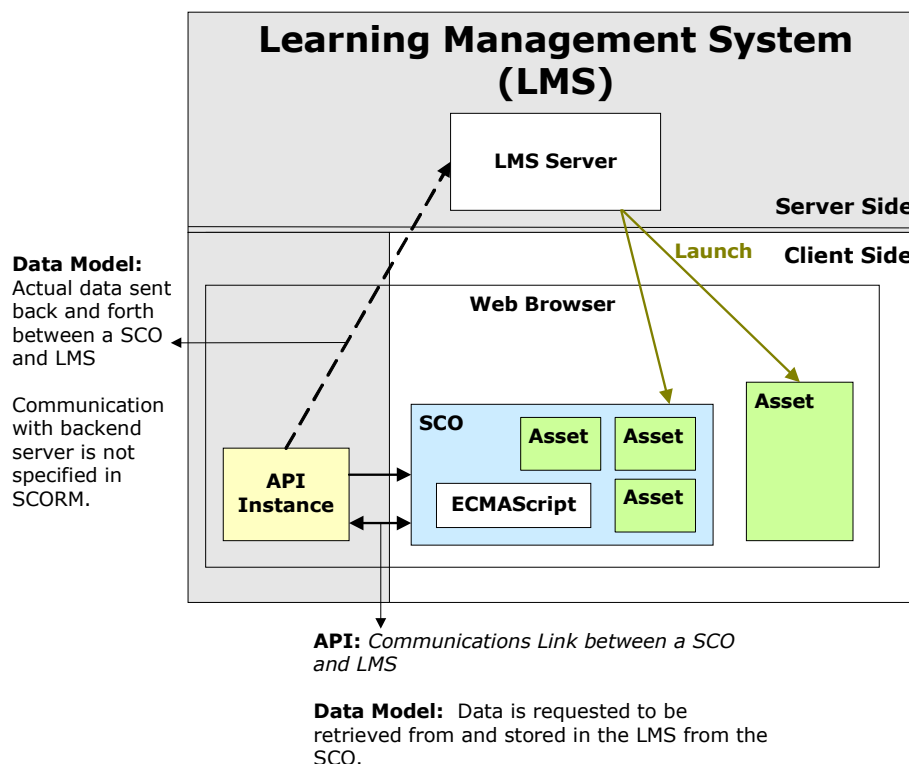 Learning Management System
(LMS)
LMS Server
Server Side
Launch
Client Side
Data Model:
Actual data sent
back and forth
between a SCO
and LMS
Communication
with backend
server is not
specified in
SCORM.
Web Browser
SCO
Asset
Asset
Asset
ECMAScript
Asset
API
Instance
API: Communications Link between a SCO
and LMS
Data Model:  Data is requested to be
retrieved from and stored in the LMS from the
SCO.